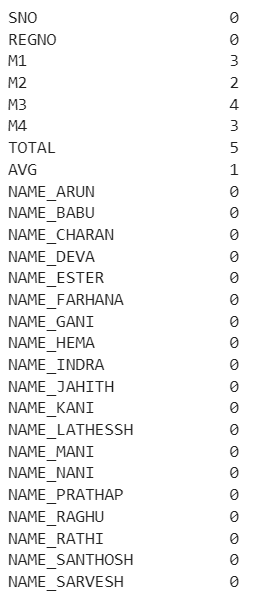 SNO 0
REGNO 0
M1 3
M2 2
M3 4
M4 3
TOTAL 5
AVG 1
NAME_ARUN 0
NAME_BABU 0
NAME_CHARAN 0
NAME_DEVA 0
NAME_ESTER 0
NAME_FARHANA 0
NAME_GANI 0
NAME_HEMA 0
NAME_INDRA 0
NAME_JAHITH 0
NAME_KANI 0
NAME_LATHESSH 0
NAME_MANI 0
NAME_NANI 0
NAME_PRATHAP 0
NAME_RAGHU 0
NAME_RATHI 0
NAME_SANTHOSH 0
NAME_SARVESH 0